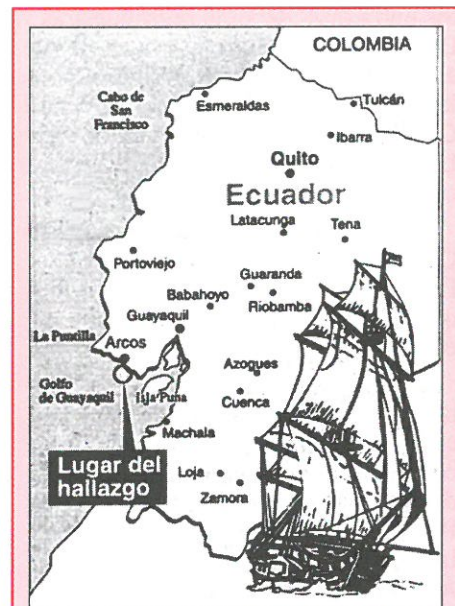 COLOMBIA
Cabo de
San
Francisco
Esmeraldas
Tulcán
Ibarra
Quito
Ecuador
Latacunga
Tena
Portoviejo
Guaranda
Babahoyo
Riobamba
Guayaquil
La Puntilla
Arcos
Azogues
Golfo
de Guayaquil
Isla Puna
Cuenca
Machala
Lugar del
hallazgo
Loja
Zamora